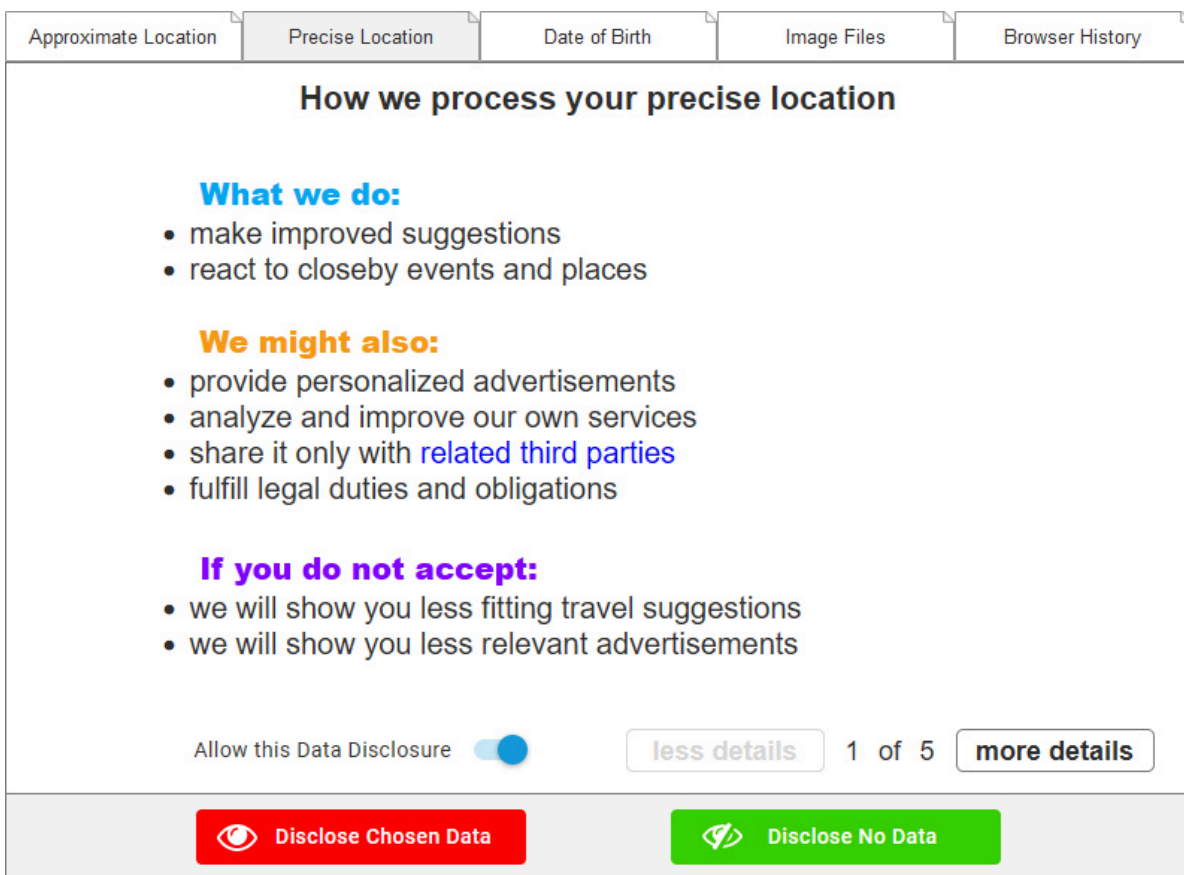 Approximate Location
Precise Location
Date of Birth
Image Files
Browser History
How we process your precise location
What we do:
• make improved suggestions
• react to closeby events and places
We might also:
• provide personalized advertisements
• analyze and improve our own services
• share it only with related third parties
• fulfill legal duties and obligations
If you do not accept:
• we will show you less fitting travel suggestions
• we will show you less relevant advertisements
Allow this Data Disclosure
less details 1 of 5 more details
Disclose Chosen Data
Disclose No Data